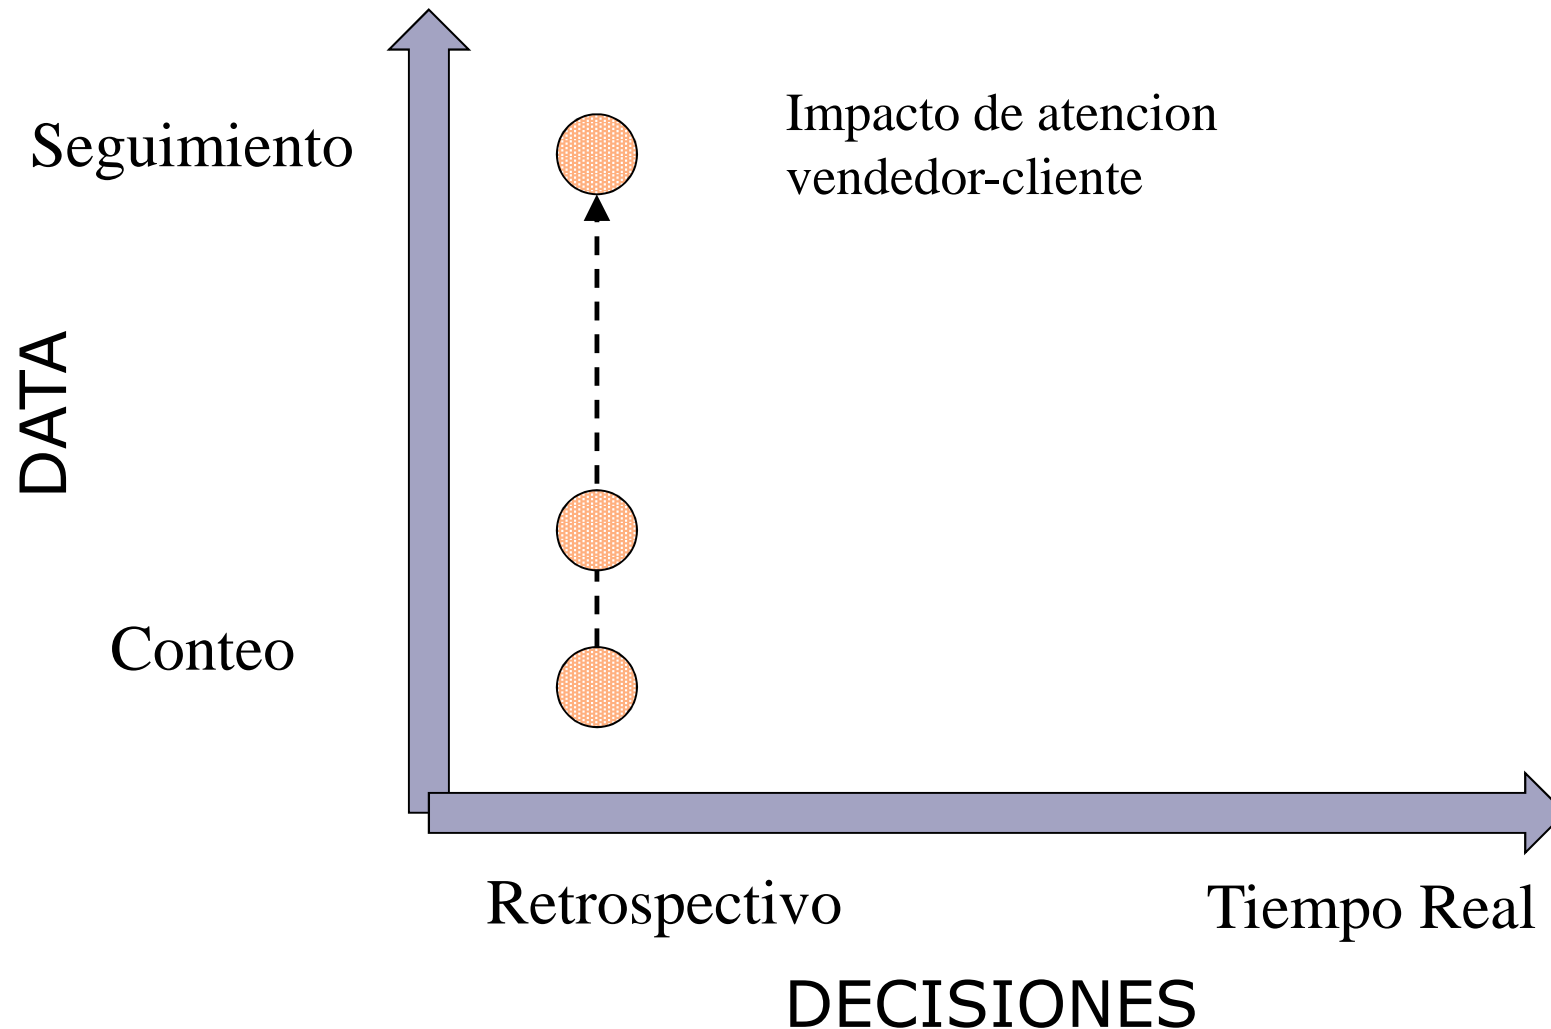 Impacto de atencion
vendedor-cliente
Seguimiento
DATA
Conteo
Retrospectivo
Tiempo Real
DECISIONES